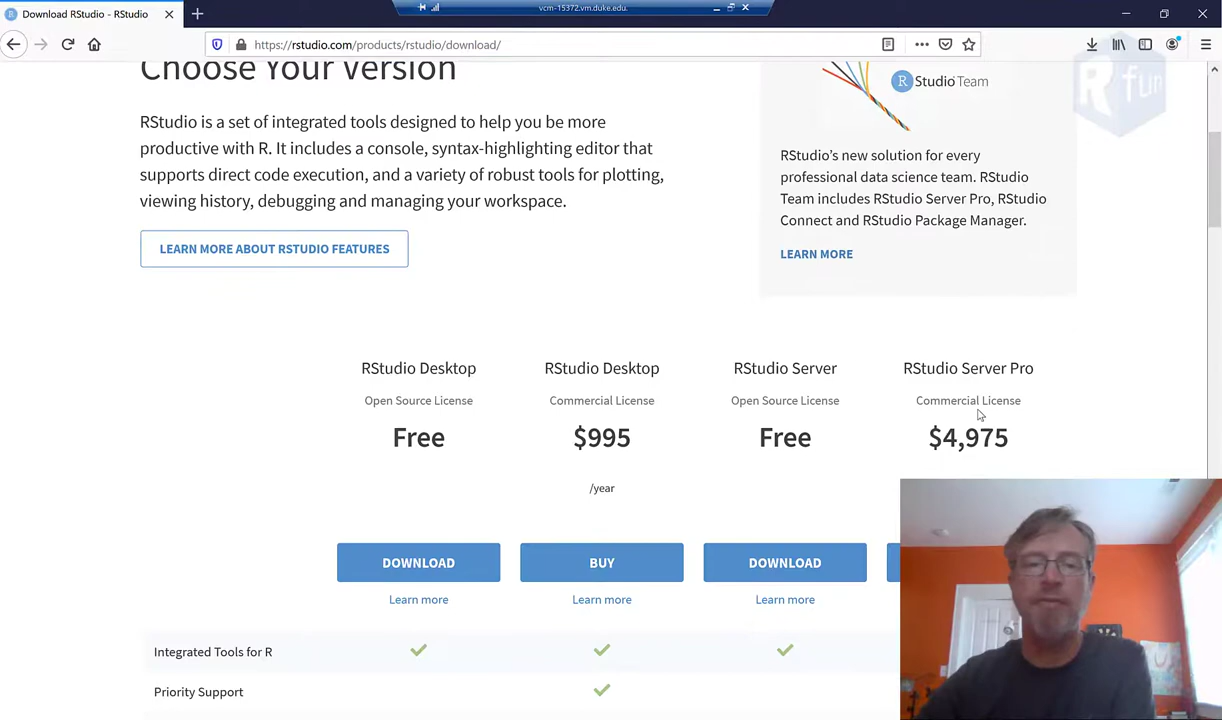 Download RStudio - RStudio
vcm-15372.vm.duke.edu.
https://rstudio.com/products/rstudio/download/
Choose Your Version
RStudio is a set of integrated tools designed to help you be more
productive with R. It includes a console, syntax-highlighting editor that
supports direct code execution, and a variety of robust tools for plotting,
viewing history, debugging and managing your workspace.
LEARN MORE ABOUT RSTUDIO FEATURES
R Studio Team
R fun
RStudio's new solution for every
professional data science team. RStudio
Team includes RStudio Server Pro, RStudio
Connect and RStudio Package Manager.
LEARN MORE
RStudio Desktop RStudio Desktop RStudio Server RStudio Server Pro
Open Source License Commercial License Open Source License Commercial License
Free $995 Free $4,975
/year
DOWNLOAD BUY DOWNLOAD
Learn more Learn more Learn more
Integrated Tools for R
Priority Support